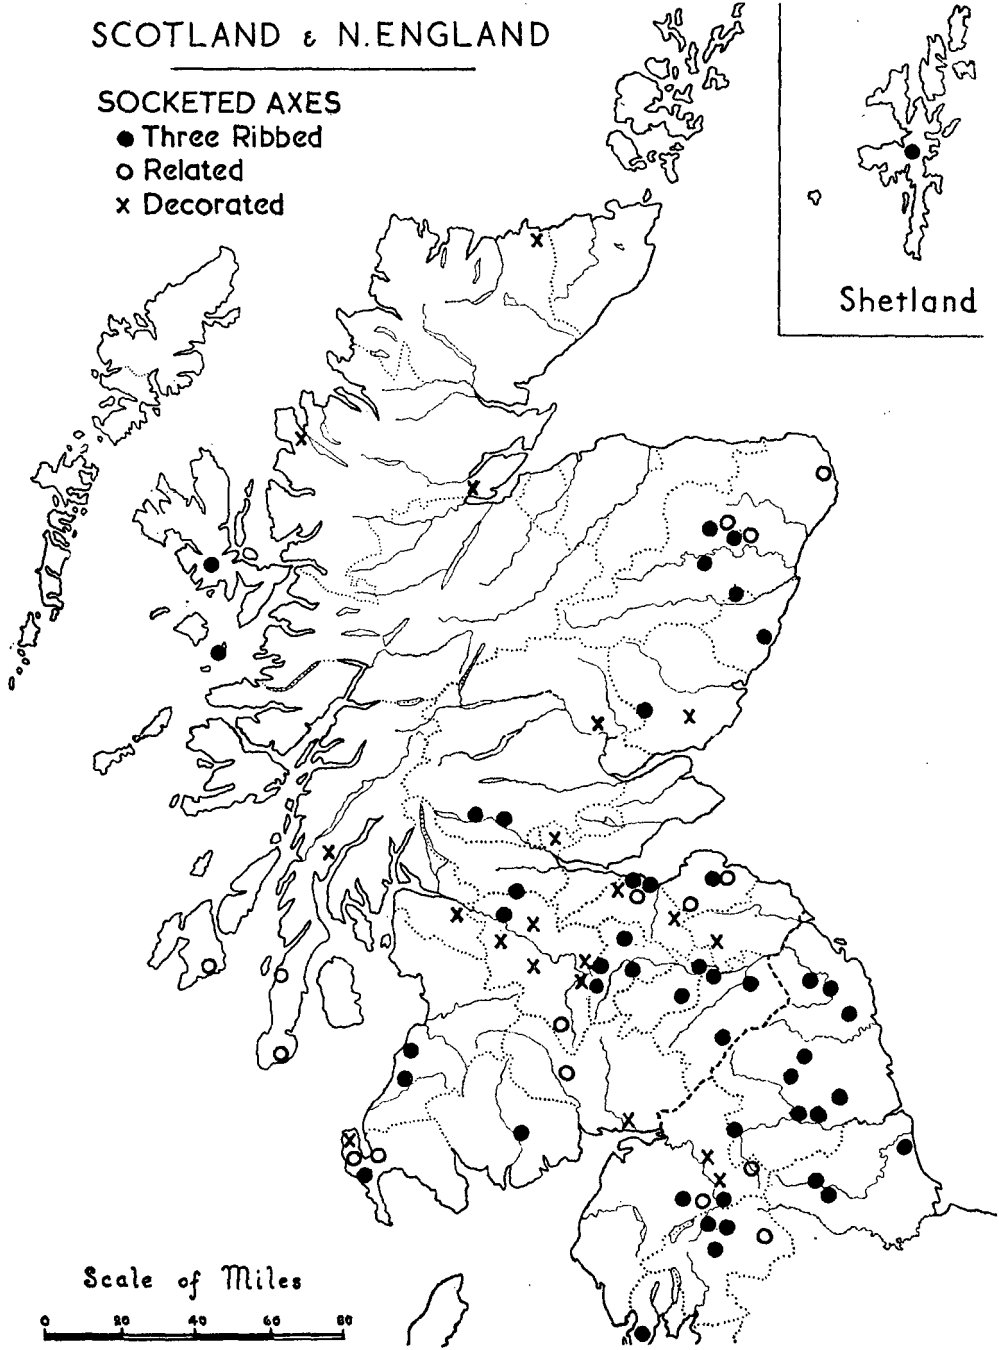 SCOTLAND & N. ENGLAND
SOCKETED AXES
● Three Ribbed
○ Related
x Decorated
Shetland
Scale of Miles
0 20 40 60 80